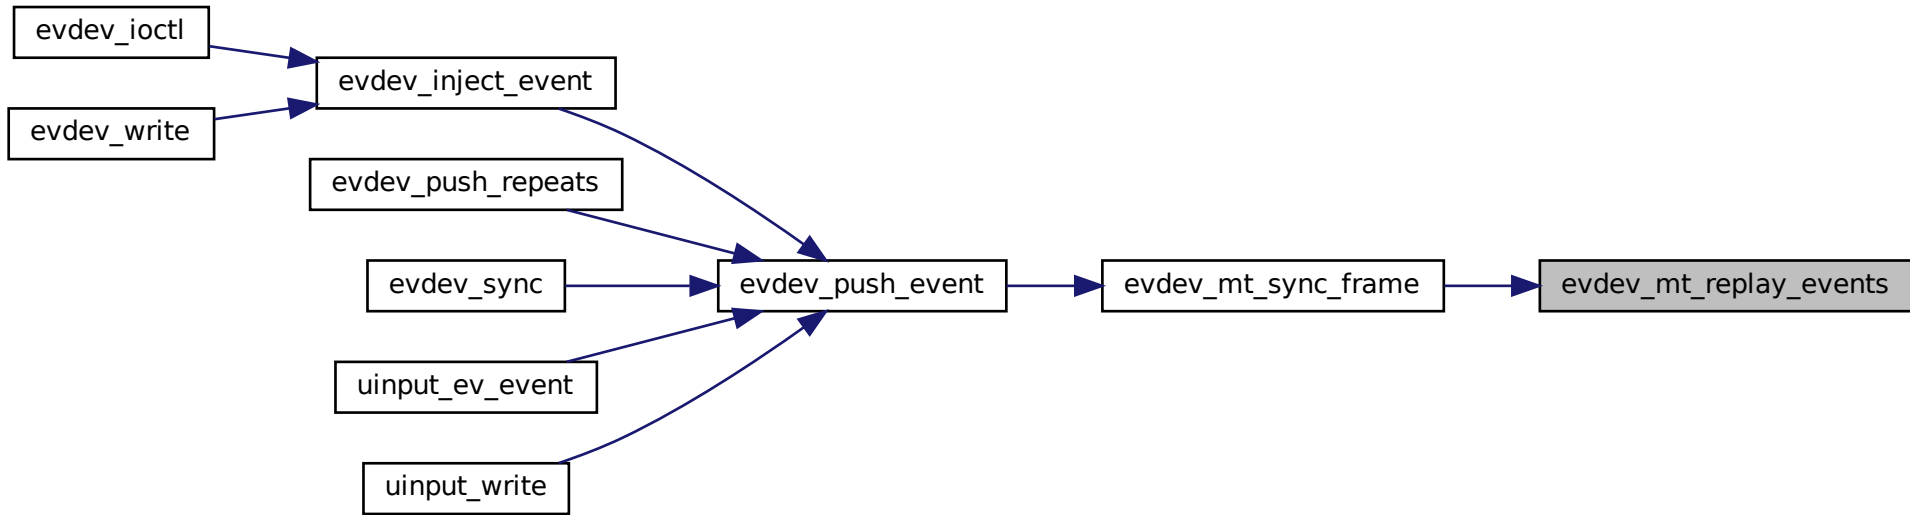 evdev_ioctl
evdev_inject_event
evdev_write
evdev_push_repeats
evdev_sync
evdev_push_event
evdev_mt_sync_frame
evdev_mt_replay_events
uinput_ev_event
uinput_write